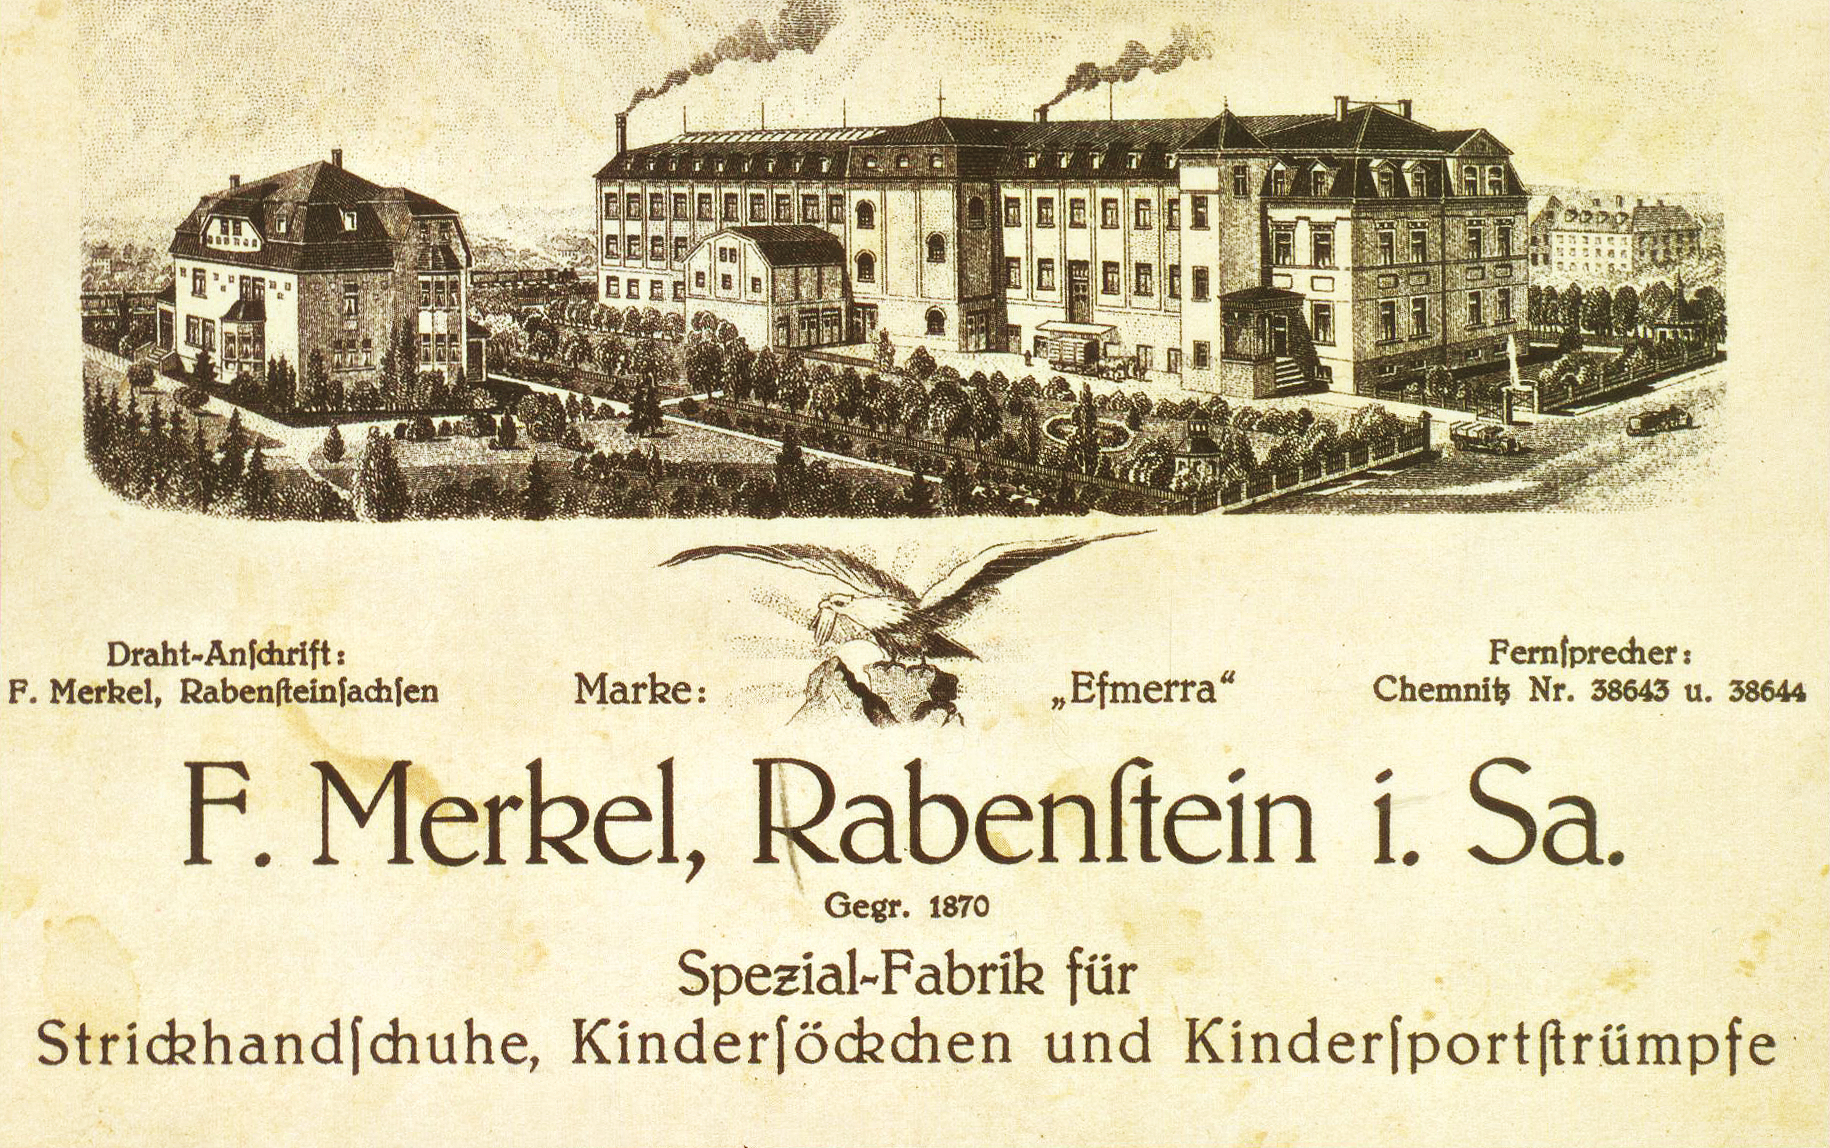 Draht-Anſchrift:
F. Merkel, Rabenſteinſachſen
Marke:
„Efmerra“
Fernſprecher:
Chemnitz Nr. 38643 u. 38644
F. Merkel, Rabenſtein i. Sa.
Gegr. 1870
Spezial-Fabrik für
Strickhandſchuhe, Kinderſöckchen und Kinderſportſtrümpfe